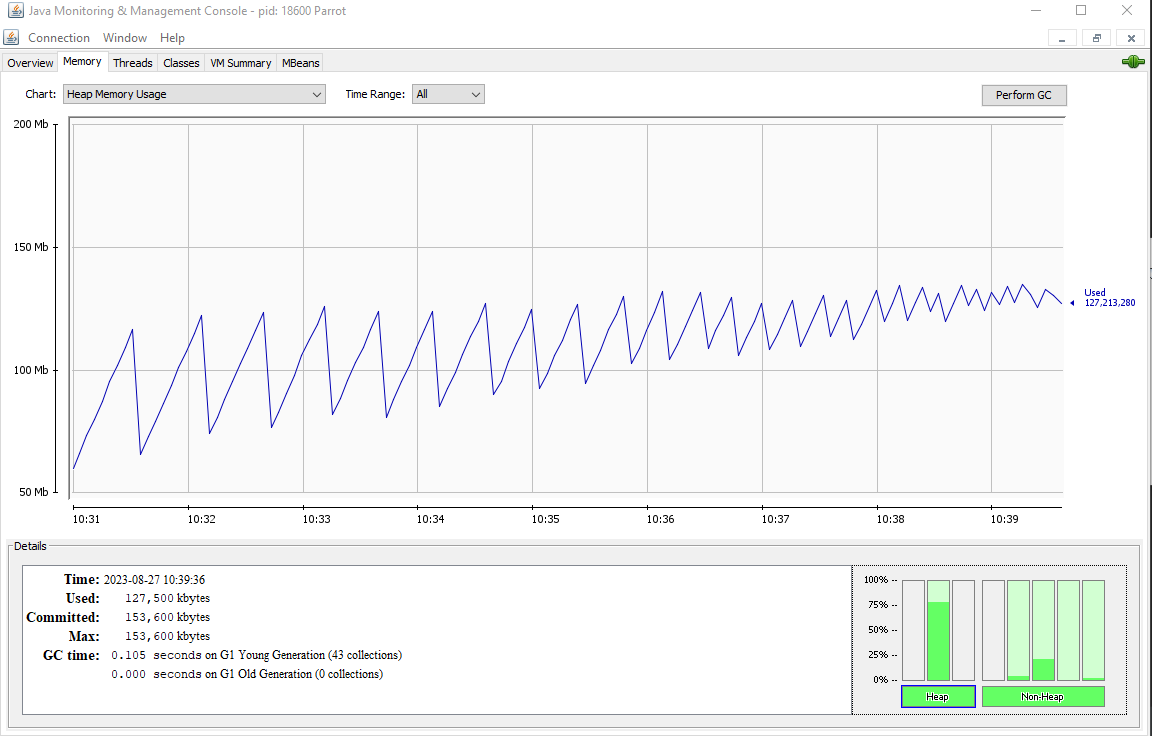 Java Monitoring & Management Console - pid: 18600 Parrot
Connection Window Help
Overview Memory Threads Classes VM Summary MBeans
Chart: Heap Memory Usage Time Range: All Perform GC
200 Mb
150 Mb
Used
127,213,280
100 Mb
50 Mb
10:31 10:32 10:33 10:34 10:35 10:36 10:37 10:38 10:39
Details
Time: 2023-08-27 10:39:36
Used: 127,500 kbytes
Committed: 153,600 kbytes
Max: 153,600 kbytes
GC time: 0.105 seconds on G1 Young Generation (43 collections)
0.000 seconds on G1 Old Generation (0 collections)
100% --
75% --
50% --
25% --
0% --
Heap Non-Heap